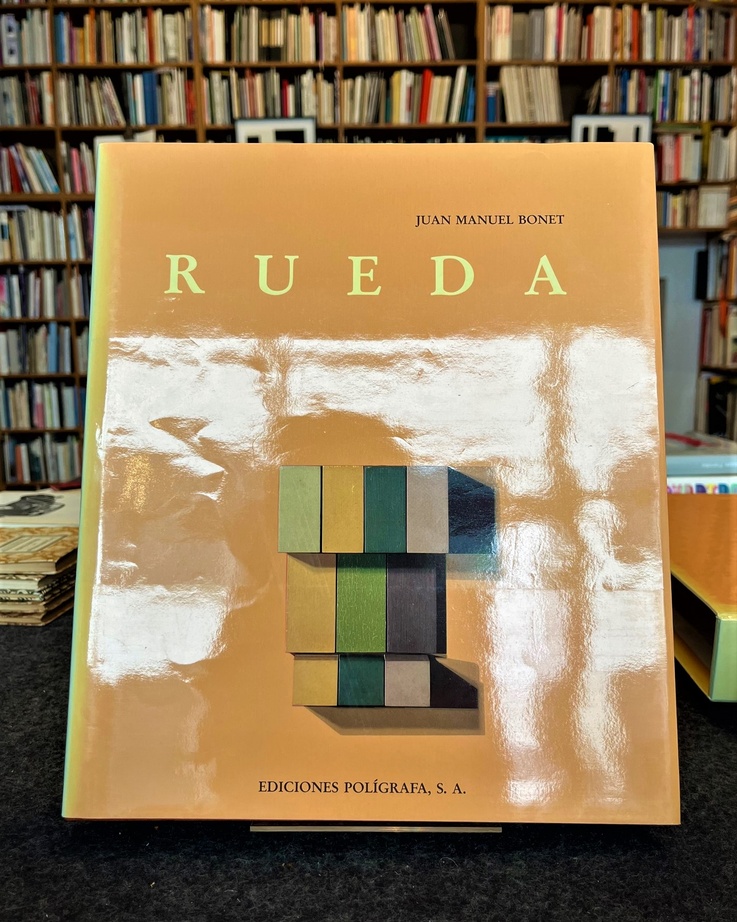 JUAN MANUEL BONET
RUEDA
EDICIONES POLÍGRAFA, S. A.